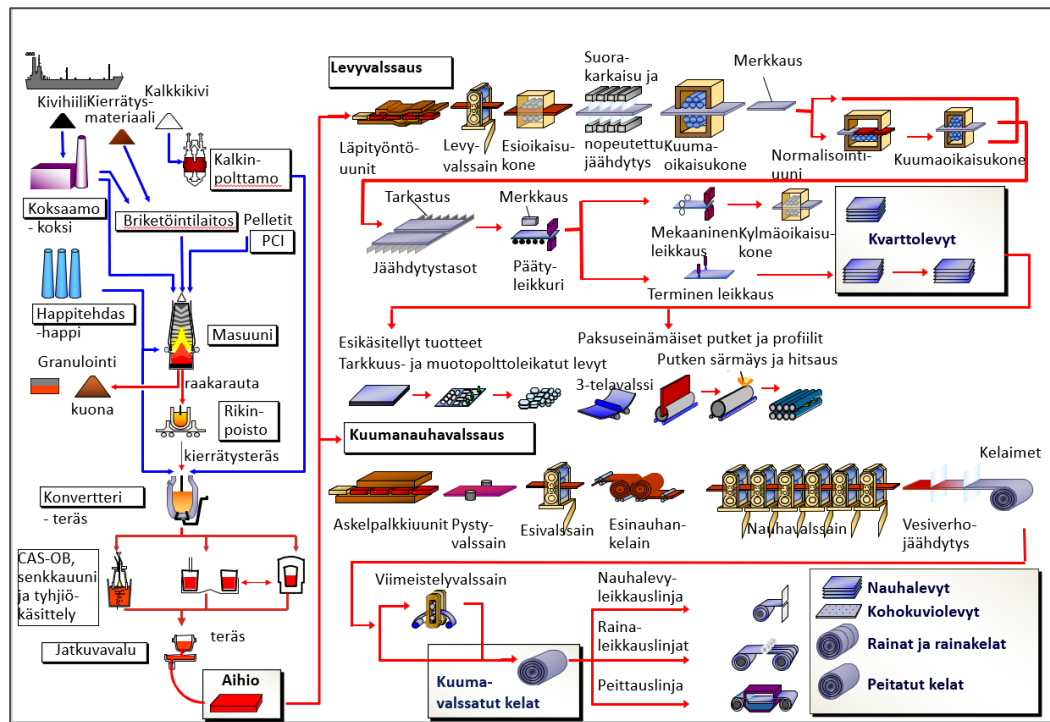 Kivihiili
Kierrätys-
materiaali
Kalkkikivi
Kalkin-
polttamo
Koksaamo
- koksi
Briketöintilaitos
Pelletit
PCI
Happitehdas
-happi
Masuuni
Granulointi
kuona
raakarauta
Rikin-
poisto
kierrätysteräs
Konvertteri
- teräs
CAS-OB,
senkkauuni
ja tyhjiö-
käsittely
teräs
Jatkuvavalu
Aihio
Levyvalssaus
Läpityöntö-
uunit
Levy-
valssain
Esioikaisu-
kone
Suora-
karkaisu ja
nopeutettu
jäähdytys
Kuuma-
oikaisukone
Merkkaus
Normalisointi-
uuni
Kuumaoikaisukone
Tarkastus
Jäähdytystasot
Merkkaus
Pääty-
leikkuri
Mekaaninen
leikkaus
Kylmäoikaisu-
kone
Terminen leikkaus
Kvarttolevyt
Esikäsitellyt tuotteet
Tarkkuus- ja muotopolttoleikatut levyt
Paksuseinämäiset putket ja profiilit
Putken särmäys ja hitsaus
3-telavalssi
Kuumanauhavalssaus
Askelpalkkiuunit
Pysty-
valssain
Esivalssain
Esinauhan-
kelain
Nauhavalssain
Vesiverho-
jäähdytys
Kelaimet
Viimeistelyvalssain
Kuuma-
valssatut kelat
Nauhalevy-
leikkauslinja
Raina-
leikkauslinjat
Peittauslinja
Nauhalevyt
Kohokuviolevyt
Rainat ja rainakelat
Peitatut kelat